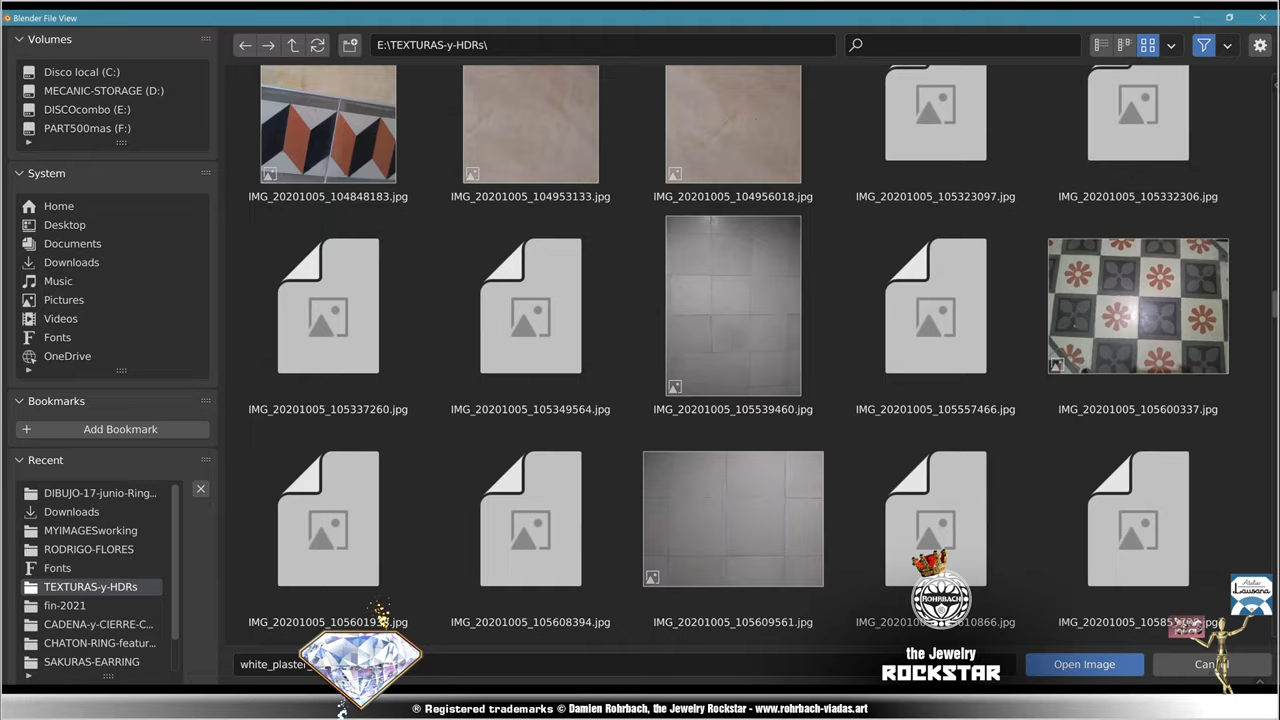 Blender File View
Volumes
Disco local (C:)
MECANIC-STORAGE (D:)
DISCOcombo (E:)
PART500mas (F:)
System
Home
Desktop
Documents
Downloads
Music
Pictures
Videos
Fonts
OneDrive
Bookmarks
Add Bookmark
Recent
DIBUJO-17-junio-Ring...
Downloads
MYIMAGESworking
RODRIGO-FLORES
Fonts
TEXTURAS-y-HDRs
fin-2021
CADENA-y-CIERRE-C...
CHATON-RING-featur...
SAKURAS-EARRING
E:\TEXTURAS-y-HDRs\
IMG_20201005_104848183.jpg
IMG_20201005_104953133.jpg
IMG_20201005_104956018.jpg
IMG_20201005_105323097.jpg
IMG_20201005_105332306.jpg
IMG_20201005_105337260.jpg
IMG_20201005_105349564.jpg
IMG_20201005_105539460.jpg
IMG_20201005_105557466.jpg
IMG_20201005_105600337.jpg
IMG_20201005_105608394.jpg
IMG_20201005_105609561.jpg
white_plaster
Open Image
ROHRBACH
the Jewelry
ROCKSTAR
Atelier
Lausana
® Registered trademarks © Damien Rohrbach, the Jewelry Rockstar - www.rohrbach-viadas.art